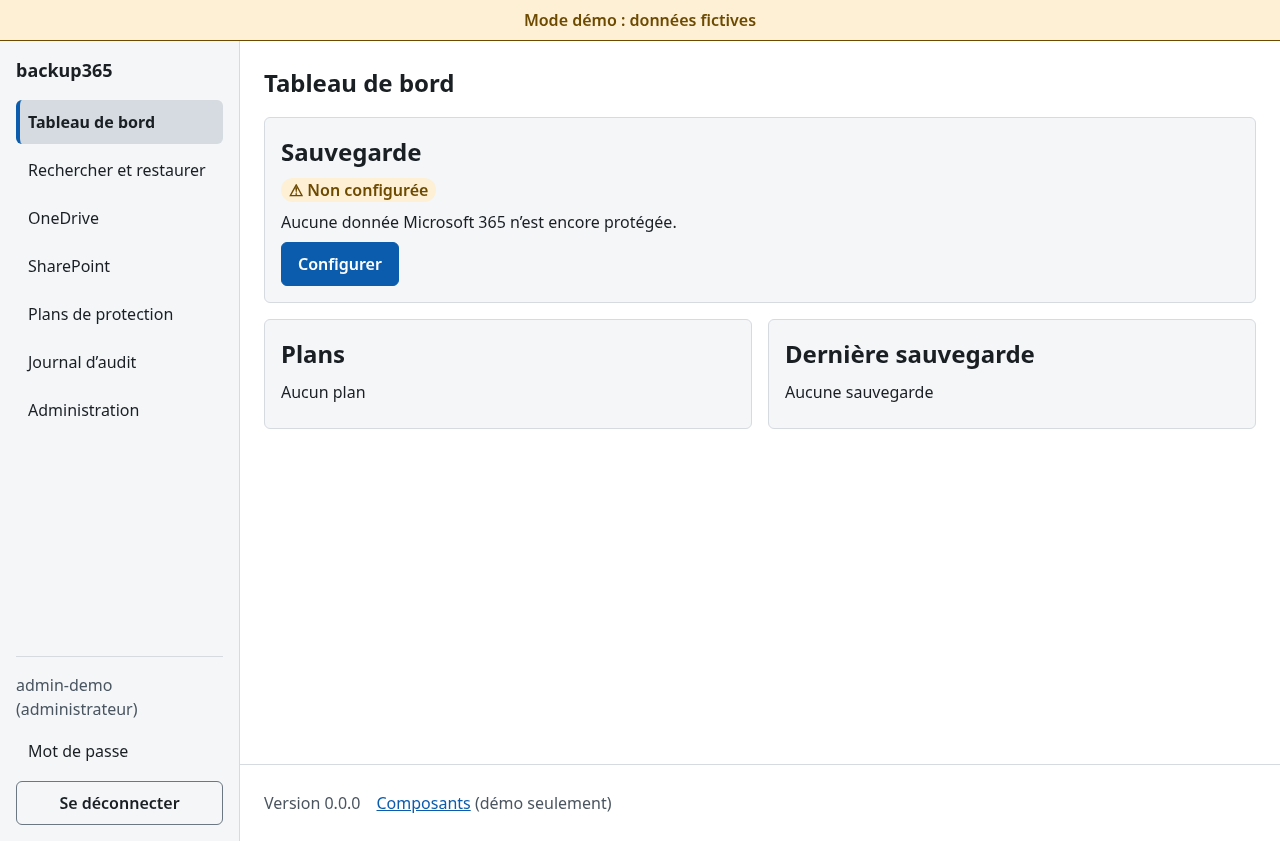 Mode démo : données fictives
backup365
Tableau de bord
Rechercher et restaurer
OneDrive
SharePoint
Plans de protection
Journal d’audit
Administration
admin-demo
(administrateur)
Mot de passe
Se déconnecter
Tableau de bord
Sauvegarde
⚠ Non configurée
Aucune donnée Microsoft 365 n’est encore protégée.
Configurer
Plans
Aucun plan
Dernière sauvegarde
Aucune sauvegarde
Version 0.0.0 Composants (démo seulement)